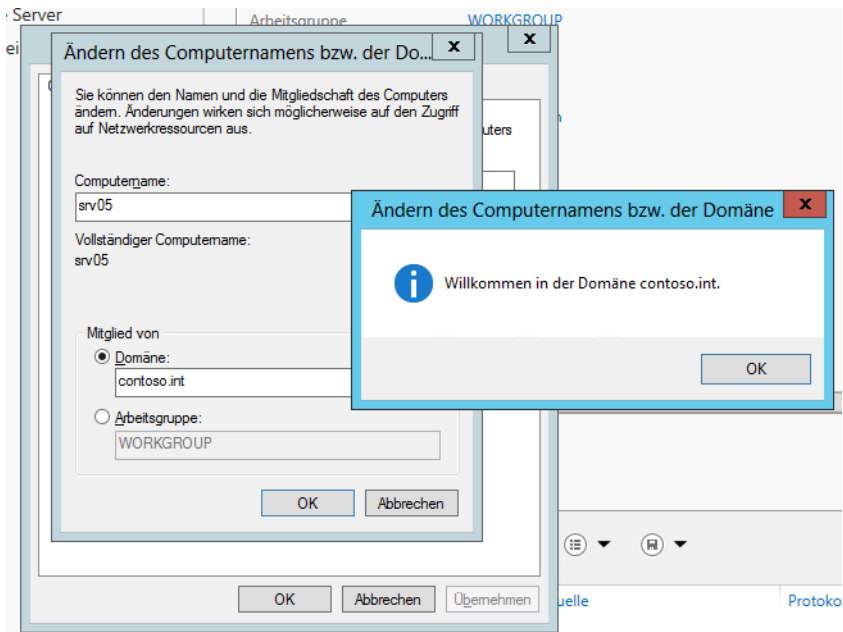 Server
Arbeitsgruppe
WORKGROUP
Ändern des Computernamens bzw. der Do...
Sie können den Namen und die Mitgliedschaft des Computers
ändern. Änderungen wirken sich möglicherweise auf den Zugriff
auf Netzwerkressourcen aus.
uters
Computername:
srv05
Vollständiger Computername:
srv05
Mitglied von
Domäne:
contoso.int
Arbeitsgruppe:
WORKGROUP
OK
Abbrechen
Ändern des Computernamens bzw. der Domäne
Willkommen in der Domäne contoso.int.
OK
OK
Abbrechen
Übernehmen
uelle
Protoko